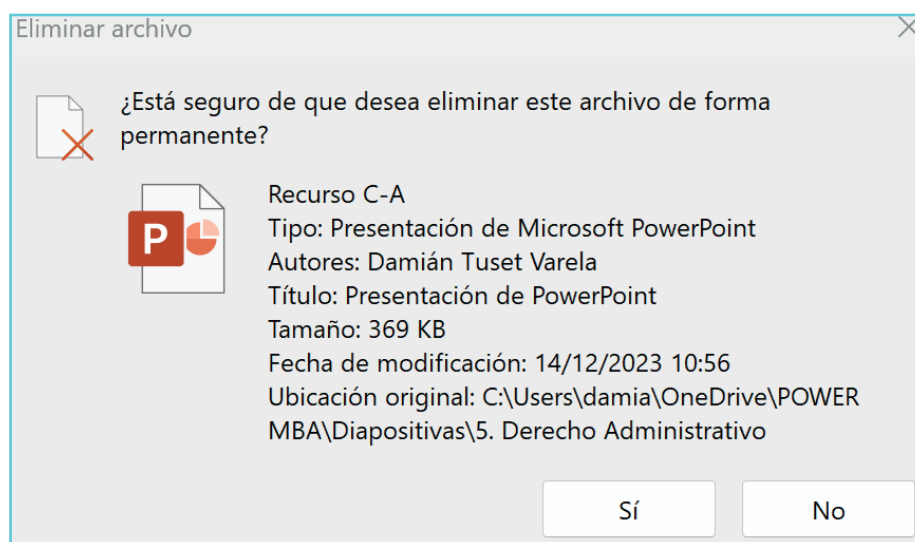 Eliminar archivo
¿Está seguro de que desea eliminar este archivo de forma
permanente?
P
Recurso C-A
Tipo: Presentación de Microsoft PowerPoint
Autores: Damián Tuset Varela
Título: Presentación de PowerPoint
Tamaño: 369 KB
Fecha de modificación: 14/12/2023 10:56
Ubicación original: C:\Users\damia\OneDrive\POWER
MBA\Diapositivas\5. Derecho Administrativo
Sí
No